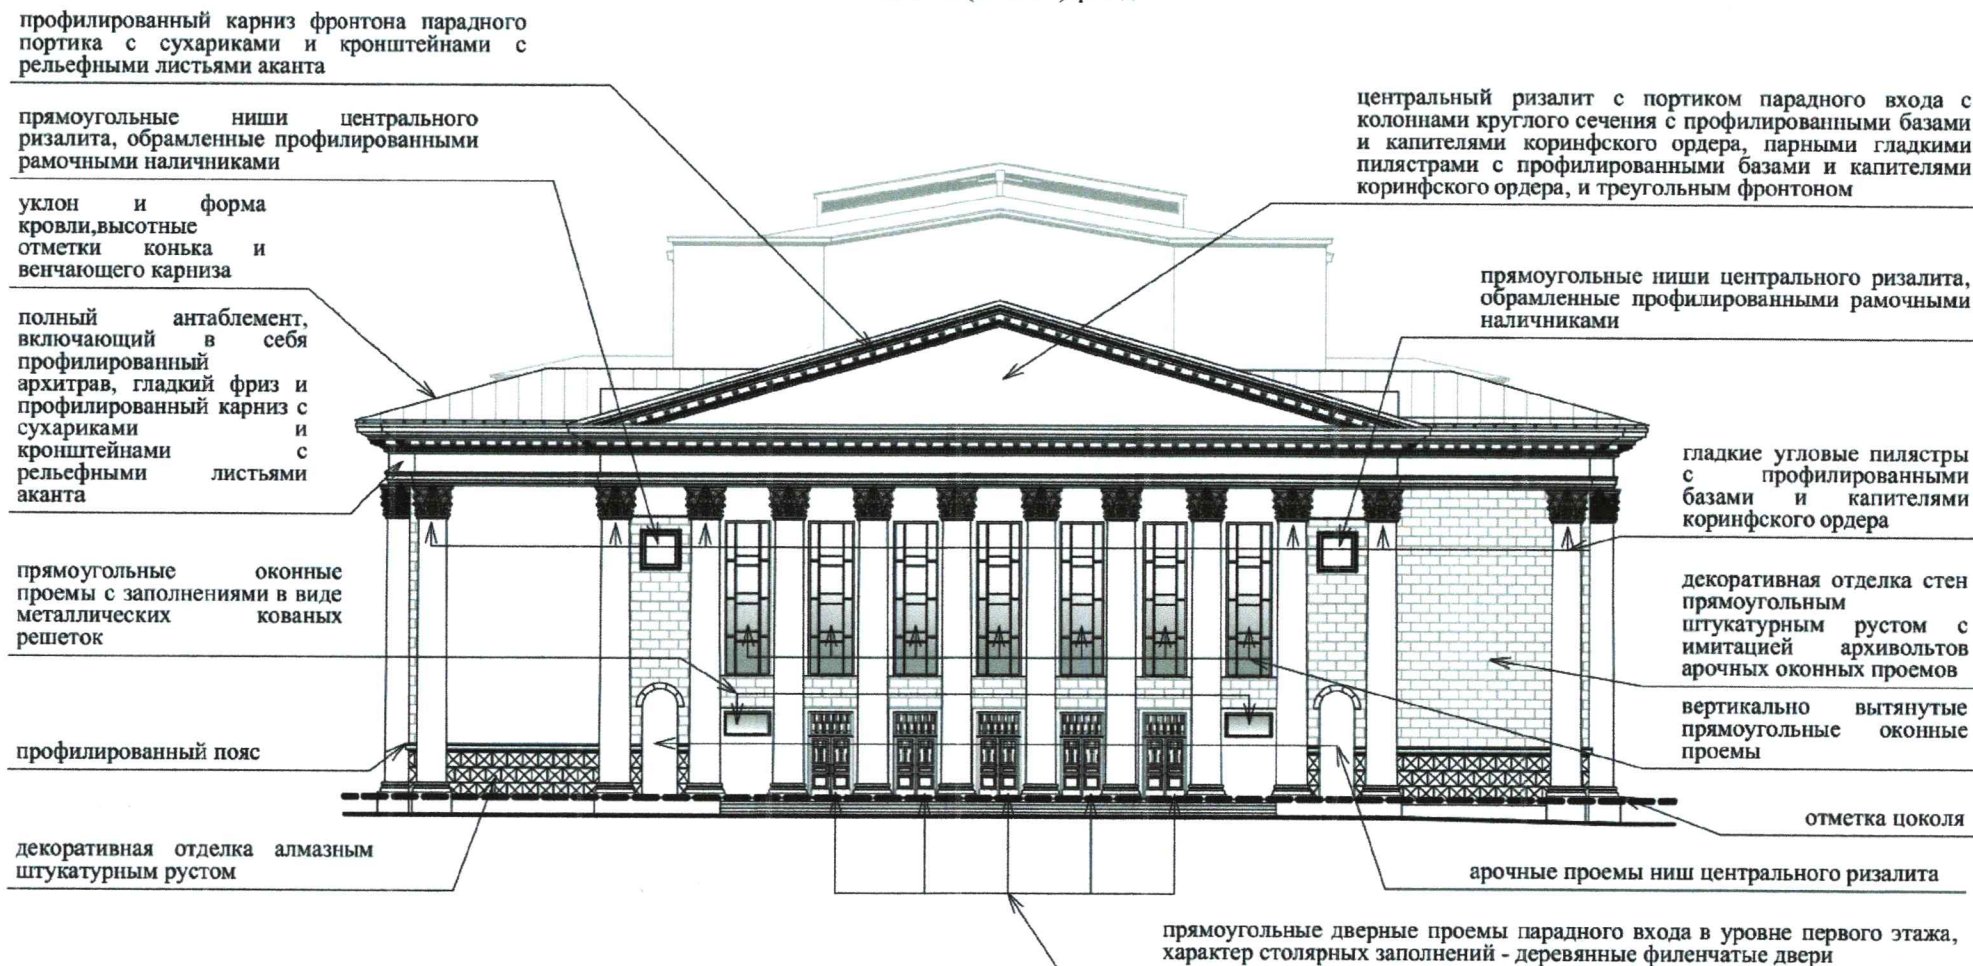 профилированный карниз фронтона парадного
портика с сухариками и кронштейнами с
рельефными листьями аканта
прямоугольные ниши центрального
ризалита, обрамленные профилированными
рамочными наличниками
уклон и форма
кровли,высотные
отметки конька и
венчающего карниза
полный антаблемент,
включающий в себя
профилированный
архитрав, гладкий фриз и
профилированный карниз с
сухариками и
кронштейнами с
рельефными листьями
аканта
прямоугольные оконные
проемы с заполнениями в виде
металлических кованых
решеток
профилированный пояс
декоративная отделка алмазным
штукатурным рустом
центральный ризалит с портиком парадного входа с
колоннами круглого сечения с профилированными базами
и капителями коринфского ордера, парными гладкими
пилястрами с профилированными базами и капителями
коринфского ордера, и треугольным фронтоном
прямоугольные ниши центрального ризалита,
обрамленные профилированными рамочными
наличниками
гладкие угловые пилястры
с профилированными
базами и капителями
коринфского ордера
декоративная отделка стен
прямоугольным
штукатурным рустом с
имитацией архивольтов
арочных оконных проемов
вертикально вытянутые
прямоугольные оконные
проемы
отметка цоколя
арочные проемы ниш центрального ризалита
прямоугольные дверные проемы парадного входа в уровне первого этажа,
характер столярных заполнений - деревянные филенчатые двери